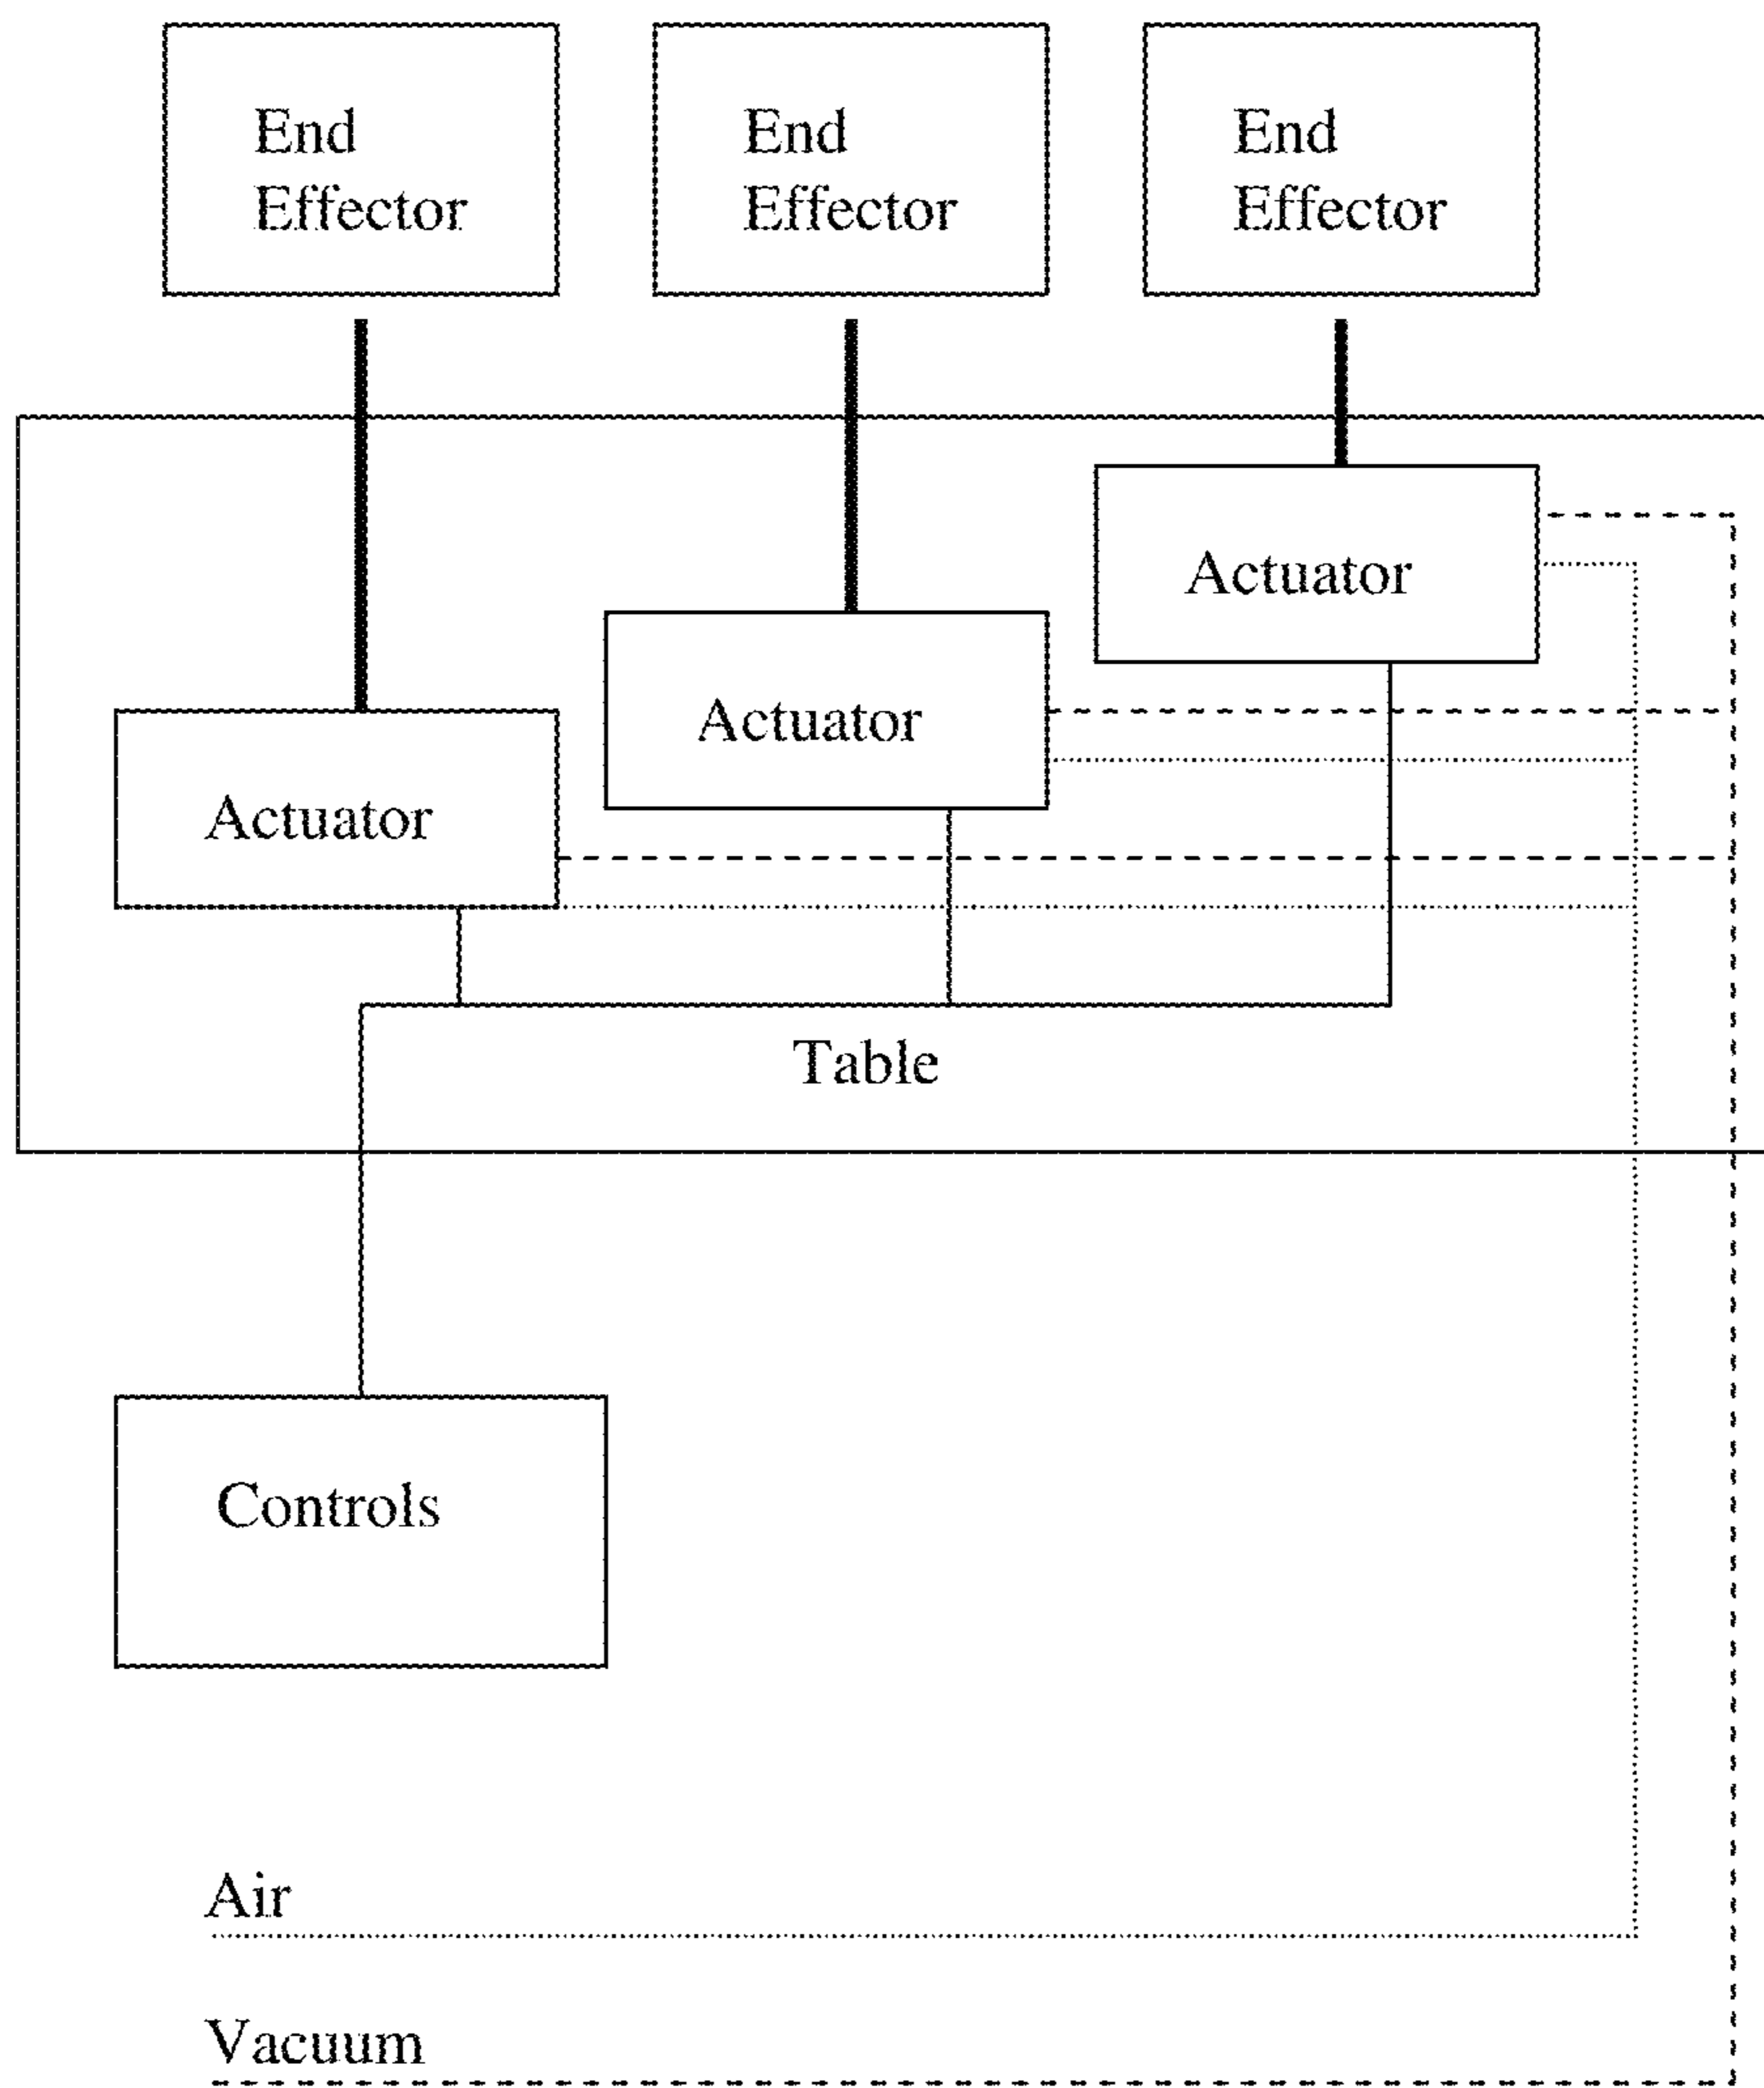 End
Effector
End
Effector
End
Effector
Actuator
Actuator
Actuator
Table
Controls
Air
Vacuum